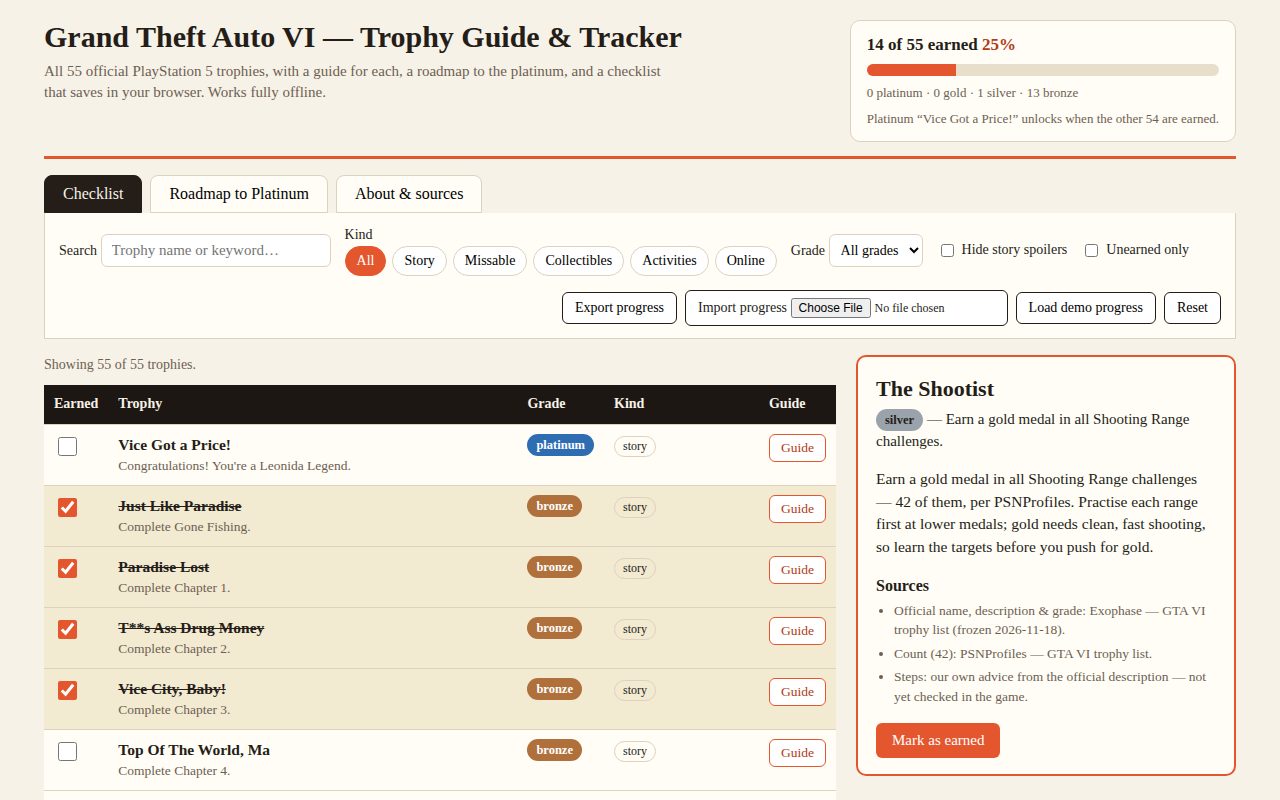 Grand Theft Auto VI — Trophy Guide & Tracker
All 55 official PlayStation 5 trophies, with a guide for each, a roadmap to the platinum, and a checklist
that saves in your browser. Works fully offline.
14 of 55 earned 25%
0 platinum · 0 gold · 1 silver · 13 bronze
Platinum “Vice Got a Price!” unlocks when the other 54 are earned.
Checklist
Roadmap to Platinum
About & sources
Search
Trophy name or keyword…
Kind
All
Story
Missable
Collectibles
Activities
Online
Grade
All grades
Hide story spoilers
Unearned only
Export progress
Import progress Choose File No file chosen
Load demo progress
Reset
Showing 55 of 55 trophies.
Earned Trophy Grade Kind Guide
Vice Got a Price! platinum story Guide
Congratulations! You're a Leonida Legend.
Just Like Paradise bronze story Guide
Complete Gone Fishing.
Paradise Lost bronze story Guide
Complete Chapter 1.
T**s Ass Drug Money bronze story Guide
Complete Chapter 2.
Vice City, Baby! bronze story Guide
Complete Chapter 3.
Top Of The World, Ma bronze story Guide
Complete Chapter 4.
The Shootist
silver — Earn a gold medal in all Shooting Range
challenges.
Earn a gold medal in all Shooting Range challenges
— 42 of them, per PSNProfiles. Practise each range
first at lower medals; gold needs clean, fast shooting,
so learn the targets before you push for gold.
Sources
• Official name, description & grade: Exophase — GTA VI
trophy list (frozen 2026-11-18).
• Count (42): PSNProfiles — GTA VI trophy list.
• Steps: our own advice from the official description — not
yet checked in the game.
Mark as earned